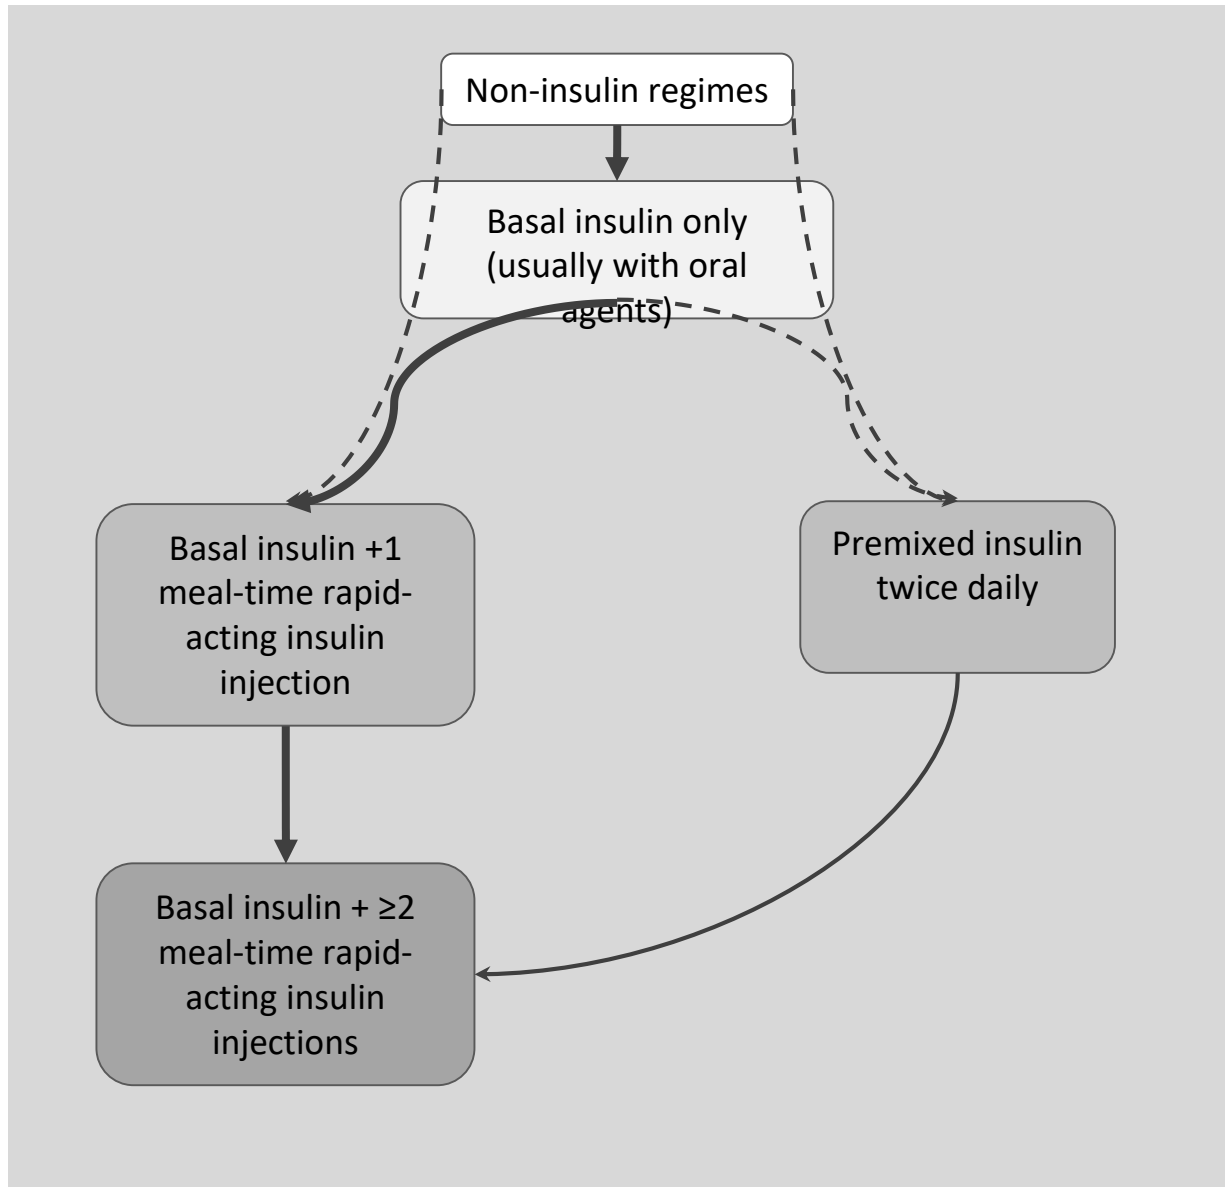 Non-insulin regimes
Basal insulin only
(usually with oral
agents)
Basal insulin +1
meal-time rapid-
acting insulin
injection
Premixed insulin
twice daily
Basal insulin + ≥2
meal-time rapid-
acting insulin
injections